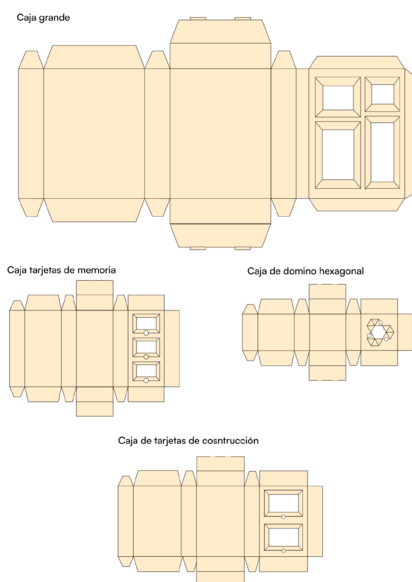 Caja grande
Caja tarjetas de memoria
Caja de domino hexagonal
Caja de tarjetas de cosntrucción